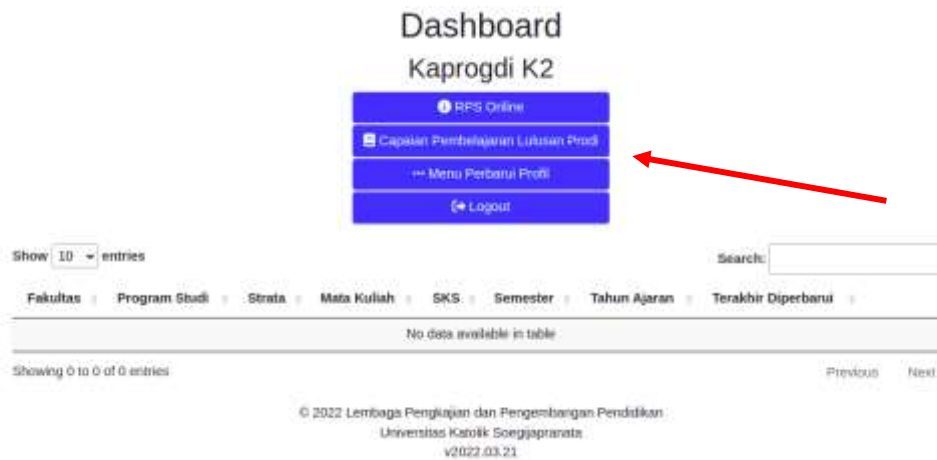 Dashboard
Kaprogdi K2
RPS Online
Capaian Pembelajaran Lulusan Prodi
Menu Perbarui Profil
Logout
Show 10 entries
Search:
Fakultas Program Studi Strata Mata Kuliah SKS Semester Tahun Ajaran Terakhir Diperbarui
No data available in table
Showing 0 to 0 of 0 entries
Previous Next
© 2022 Lembaga Pengkajian dan Pengembangan Pendidikan
Universitas Katolik Soegijapranata
v2022.03.21